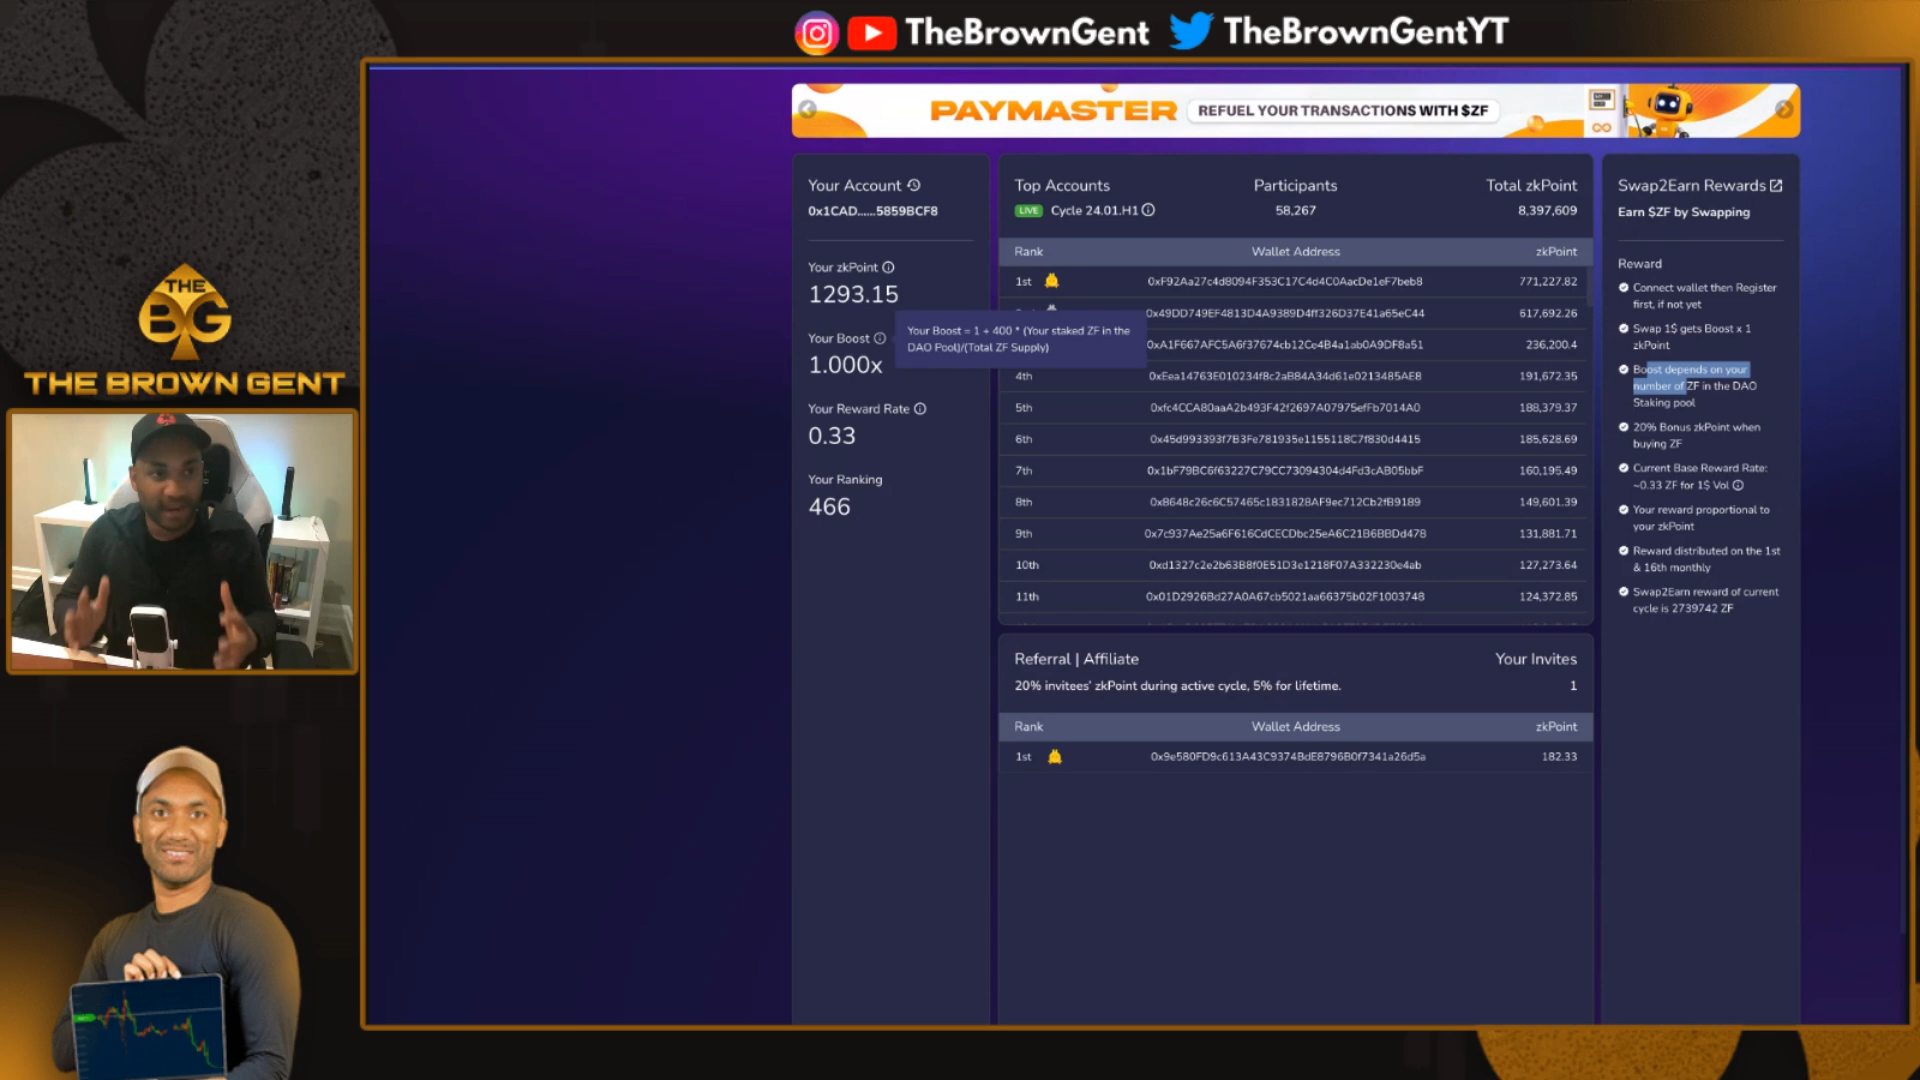 TheBrownGent TheBrownGentYT
PAYMASTER REFUEL YOUR TRANSACTIONS WITH $ZF
THE
BG
THE BROWN GENT
Your Account
0x1CAD......5859BCF8
Your zkPoint
1293.15
Your Boost
1.000x
Your Reward Rate
0.33
Your Ranking
466
Your Boost = 1 + 400 * (Your staked ZF in the
DAO Pool)/(Total ZF Supply)
Top Accounts Participants Total zkPoint
LIVE Cycle 24.01.H1 58,267 8,397,609
Rank Wallet Address zkPoint
1st 0xF92Aa27c4d8094F353C17C4d4C0AacDe1eF7beb8 771,227.82
0x49DD749EF4813D4A9389D4ff326D37E41a65eC44 617,692.26
0xA1F667AFC5A6f37674cb12Ce4B4a1ab0A9DF8a51 236,200.4
4th 0xEea14763E010234f8c2aB84A34d61e0213485AE8 191,672.35
5th 0xfc4CCA80aaA2b493F42f2697A07975efFb7014A0 188,379.37
6th 0x45d993393f7B3Fe781935e1155118C7f830d4415 185,628.69
7th 0x1bF79BC6f63227C79CC73094304d4Fd3cAB05bbF 160,195.49
8th 0x8648c26c6C57465c1831828AF9ec712Cb2fB9189 149,601.39
9th 0x7c937Ae25a6F616CdCECDbc25eA6C21B6BBDd478 131,881.71
10th 0xd1327c2e2b63B8f0E51D3e1218F07A332230e4ab 127,273.64
11th 0x01D2926Bd27A0A67cb5021aa66375b02F1003748 124,372.85
Referral | Affiliate Your Invites
20% invitees' zkPoint during active cycle, 5% for lifetime. 1
Rank Wallet Address zkPoint
1st 0x9e580FD9c613A43C9374BdE8796B0f7341a26d5a 182.33
Swap2Earn Rewards
Earn $ZF by Swapping
Reward
Connect wallet then Register
first, if not yet
Swap 1$ gets Boost x 1
zkPoint
Boost depends on your
number of ZF in the DAO
Staking pool
20% Bonus zkPoint when
buying ZF
Current Base Reward Rate:
~0.33 ZF for 1$ Vol
Your reward proportional to
your zkPoint
Reward distributed on the 1st
& 16th monthly
Swap2Earn reward of current
cycle is 2739742 ZF